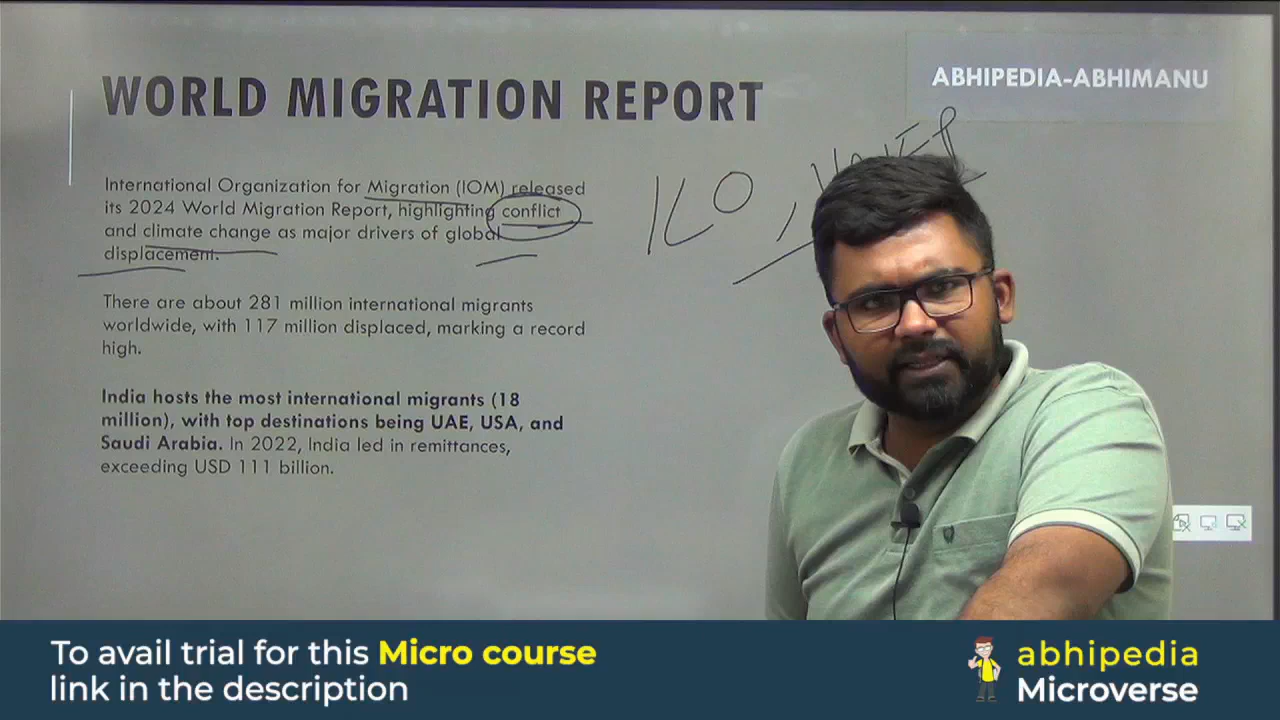 ABHIPEDIA-ABHIMANU
WORLD MIGRATION REPORT
International Organization for Migration (IOM) released
its 2024 World Migration Report, highlighting conflict
and climate change as major drivers of global
displacement.
ILO,
There are about 281 million international migrants
worldwide, with 117 million displaced, marking a record
high.
India hosts the most international migrants (18
million), with top destinations being UAE, USA, and
Saudi Arabia. In 2022, India led in remittances,
exceeding USD 111 billion.
To avail trial for this Micro course
link in the description
abhipedia
Microverse